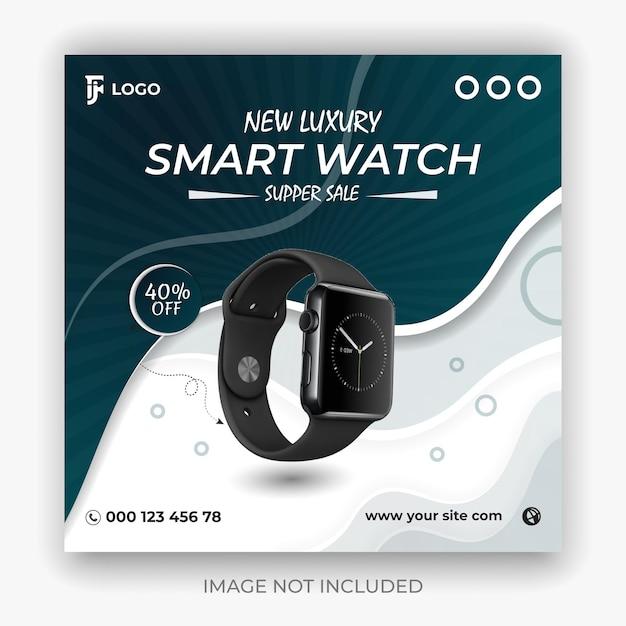 LOGO
NEW LUXURY
SMART WATCH
SUPPER SALE
40%
OFF
000 123 456 78
www your site com
IMAGE NOT INCLUDED